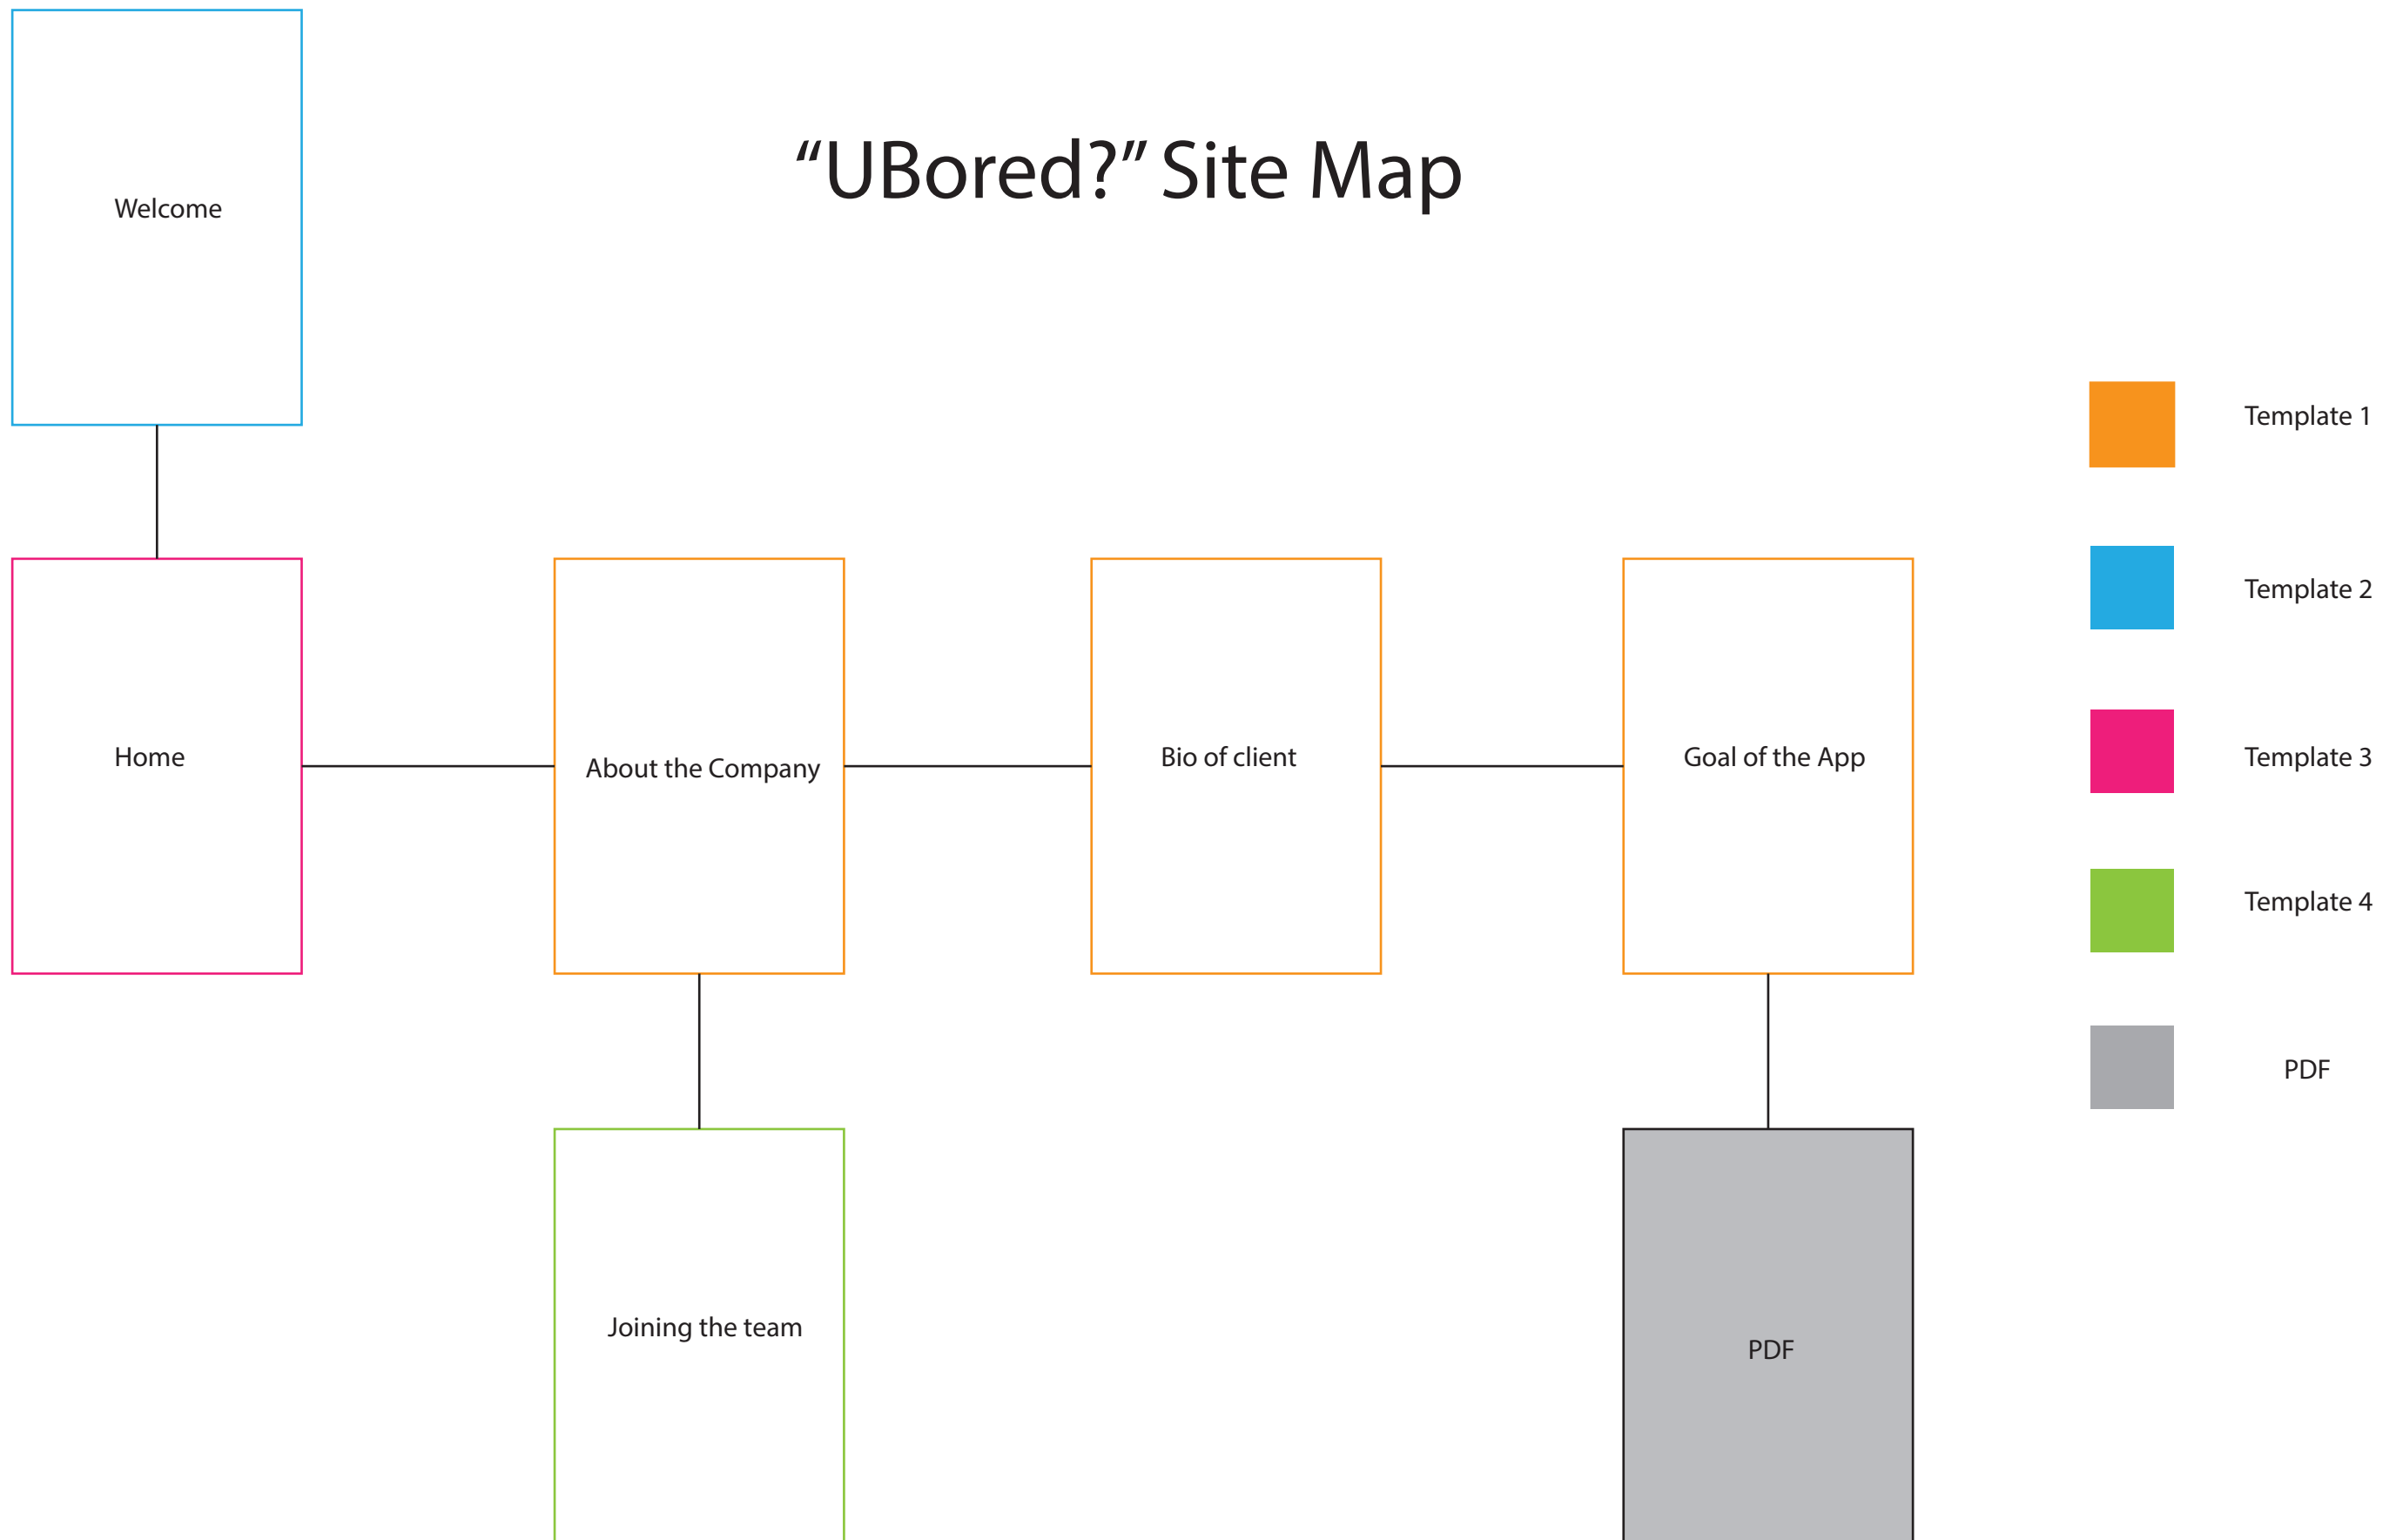 “UBored?” Site Map
Welcome
Home
About the Company
Bio of client
Goal of the App
Joining the team
PDF
Template 1
Template 2
Template 3
Template 4
PDF